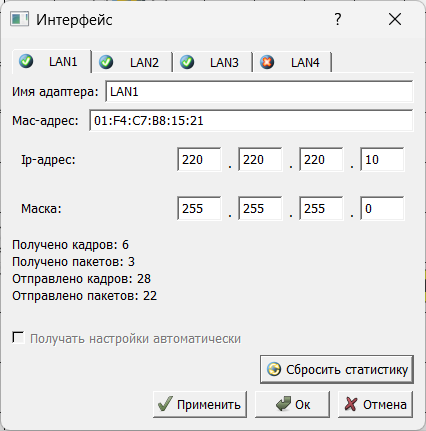 Интерфейс ?
LAN1 LAN2 LAN3 LAN4
Имя адаптера: LAN1
Mac-адрес: 01:F4:C7:B8:15:21
Ip-адрес: 220 . 220 . 220 . 10
Маска: 255 . 255 . 255 . 0
Получено кадров: 6
Получено пакетов: 3
Отправлено кадров: 28
Отправлено пакетов: 22
Получать настройки автоматически
Сбросить статистику
Применить Ок Отмена